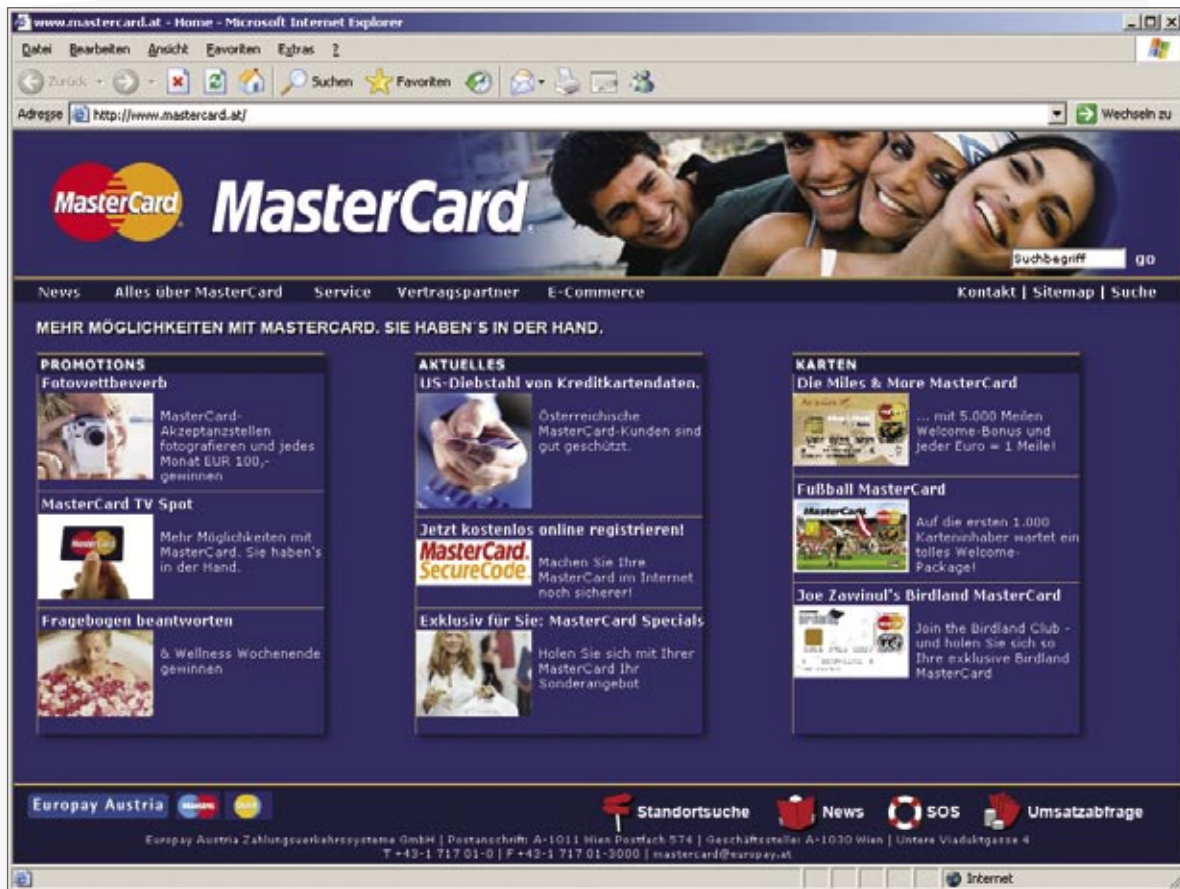 www.mastercard.at - Home - Microsoft Internet Explorer
Datei Bearbeiten Ansicht Favoriten Extras ?
Zurück Suchen Favoriten
Adresse http://www.mastercard.at/ Wechseln zu
MasterCard MasterCard
Suchbegriff go
News Alles über MasterCard Service Vertragspartner E-Commerce Kontakt | Sitemap | Suche
MEHR MÖGLICHKEITEN MIT MASTERCARD. SIE HABEN´S IN DER HAND.
PROMOTIONS
Fotowettbewerb
MasterCard-
Akzeptanzstellen
fotografieren und jedes
Monat EUR 100,-
gewinnen
MasterCard TV Spot
Mehr Möglichkeiten mit
MasterCard. Sie haben's
in der Hand.
Fragebogen beantworten
& Wellness Wochenende
gewinnen
AKTUELLES
US-Diebstahl von Kreditkartendaten.
Österreichische
MasterCard-Kunden sind
gut geschützt.
Jetzt kostenlos online registrieren!
MasterCard.
SecureCode.
Machen Sie Ihre
MasterCard im Internet
noch sicherer!
Exklusiv für Sie: MasterCard Specials
Holen Sie sich mit Ihrer
MasterCard Ihr
Sonderangebot
KARTEN
Die Miles & More MasterCard
... mit 5.000 Meilen
Welcome-Bonus und
jeder Euro = 1 Meile!
Fußball MasterCard
MasterCard
Auf die ersten 1.000
Karteninhaber wartet ein
tolles Welcome-
Package!
Joe Zawinul's Birdland MasterCard
Join the Birdland Club -
und holen Sie sich so
Ihre exklusive Birdland
MasterCard
Europay Austria Maestro
Standortsuche News SOS Umsatzabfrage
Europay Austria Zahlungsverkehrssysteme GmbH | Postanschrift: A-1011 Wien Postfach 574 | Geschäftsstelle: A-1030 Wien | Untere Viaduktgasse 4
T +43-1 717 01-0 | F +43-1 717 01-3000 | mastercard@europay.at
Internet